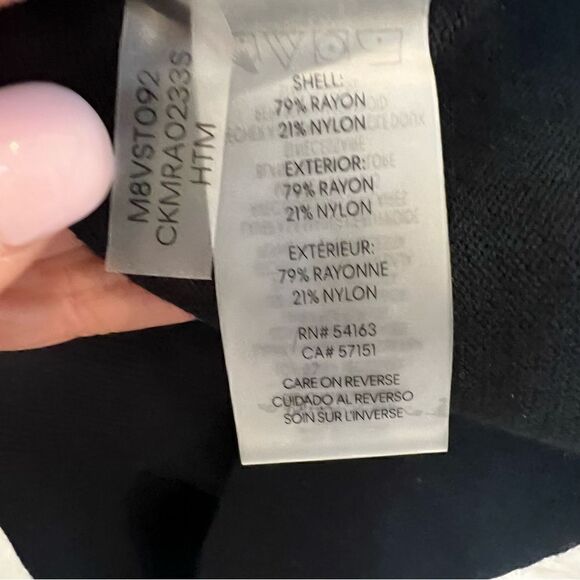 M8VST092
CKMRA0233S
HTM
SHELL:
79% RAYON
21% NYLON
EXTERIOR:
79% RAYON
21% NYLON
EXTÉRIEUR:
79% RAYONNE
21% NYLON
RN# 54163
CA# 57151
CARE ON REVERSE
CUIDADO AL REVERSO
SOIN SUR L'INVERSE